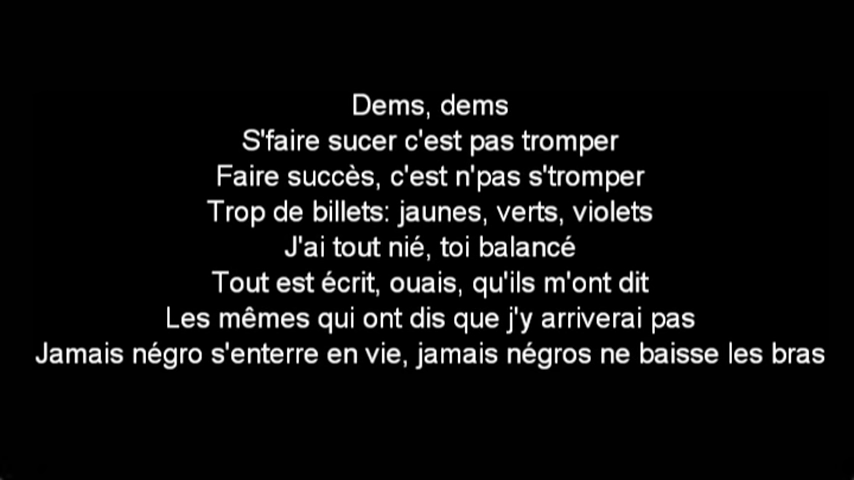 Dems, dems
S'faire sucer c'est pas tromper
Faire succès, c'est n'pas s'tromper
Trop de billets: jaunes, verts, violets
J'ai tout nié, toi balancé
Tout est écrit, ouais, qu'ils m'ont dit
Les mêmes qui ont dis que j'y arriverai pas
Jamais négro s'enterre en vie, jamais négros ne baisse les bras